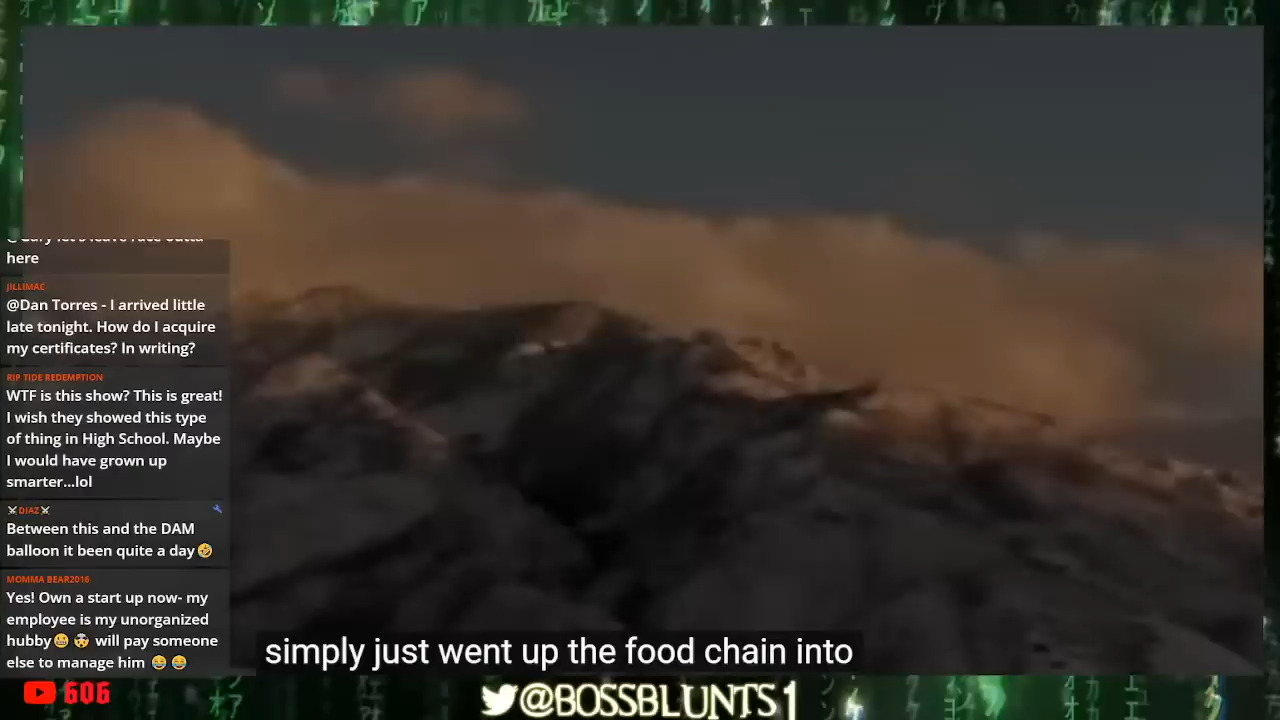 here
JILLIMAC
@Dan Torres - I arrived little
late tonight. How do I acquire
my certificates? In writing?
RIP TIDE REDEMPTION
WTF is this show? This is great!
I wish they showed this type
of thing in High School. Maybe
I would have grown up
smarter...lol
⚔DIAZ⚔
Between this and the DAM
balloon it been quite a day🤣
MOMMA BEAR2016
Yes! Own a start up now- my
employee is my unorganized
hubby😬 🤯 will pay someone
else to manage him 😂 😂
simply just went up the food chain into
606
@BOSSBLUNTS1